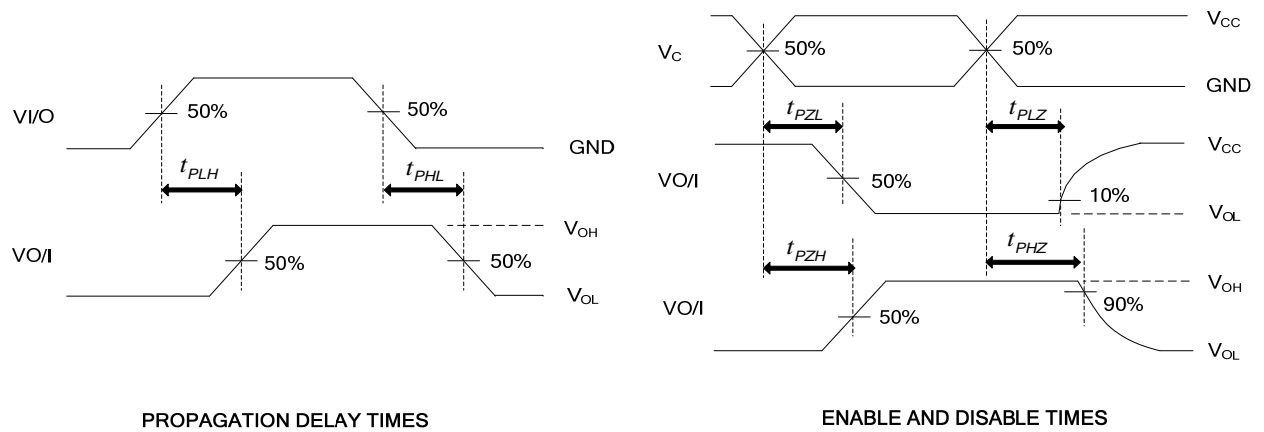 VI/O
50%
50%
GND
tPLH
tPHL
VO/I
50%
50%
VOH
VOL
PROPAGATION DELAY TIMES
VC
50%
50%
VCC
GND
tPZL
tPLZ
VO/I
50%
10%
VCC
VOL
tPZH
tPHZ
VO/I
50%
90%
VOH
VOL
ENABLE AND DISABLE TIMES